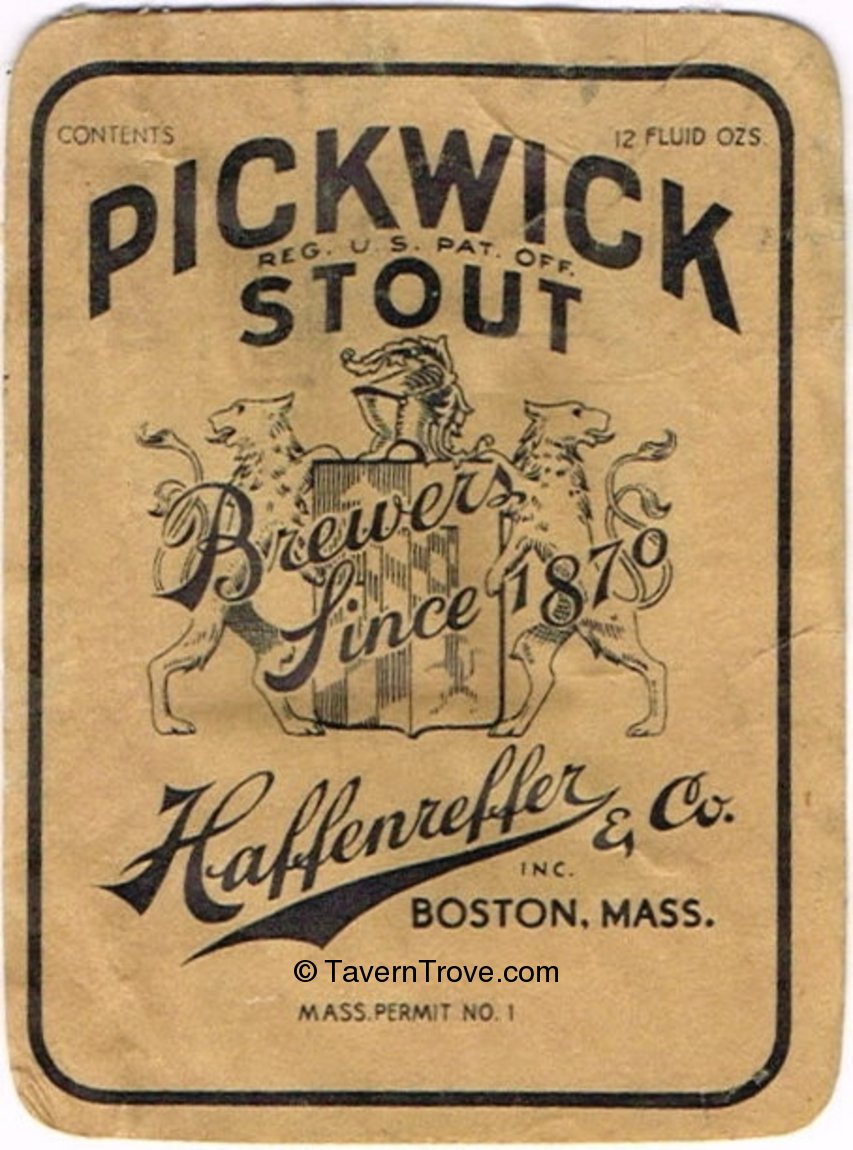 CONTENTS 12 FLUID OZS.
PICKWICK
REG. U. S. PAT. OFF.
STOUT
Brewers
Since 1870
Haffenreffer & Co.
INC.
BOSTON, MASS.
© TavernTrove.com
MASS. PERMIT NO. 1